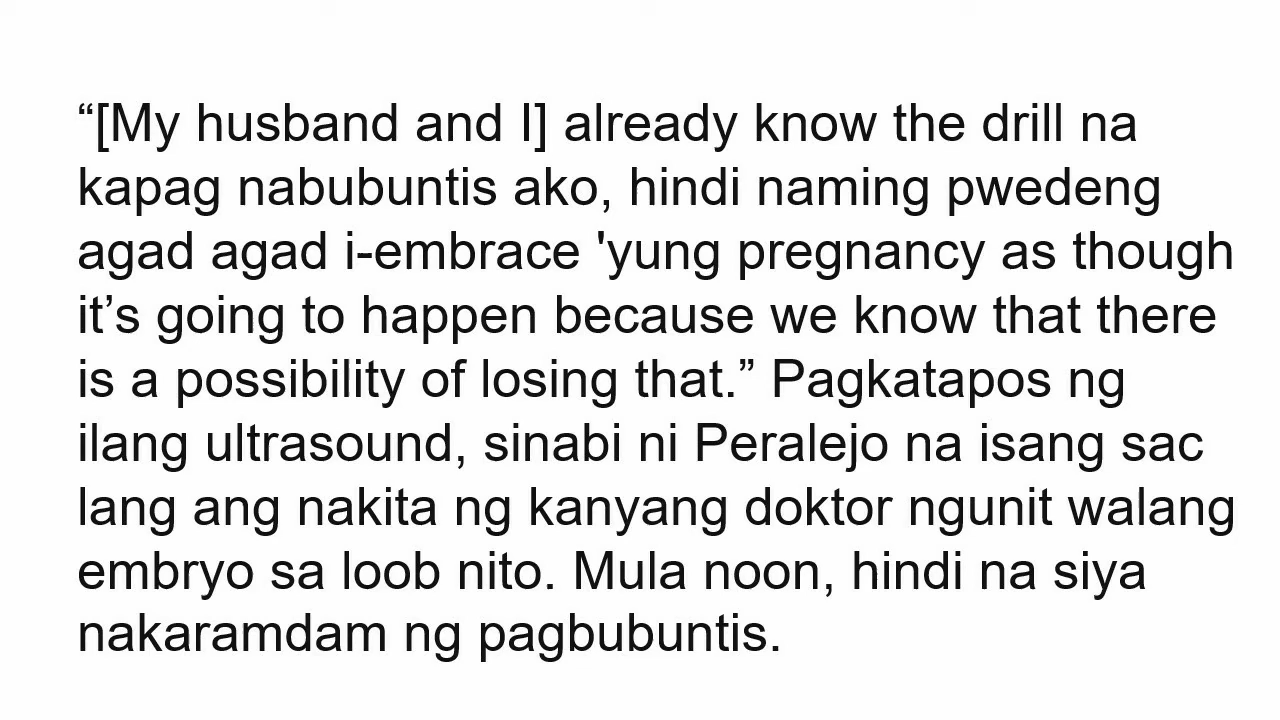 “[My husband and I] already know the drill na
kapag nabubuntis ako, hindi naming pwedeng
agad agad i-embrace 'yung pregnancy as though
it’s going to happen because we know that there
is a possibility of losing that.” Pagkatapos ng
ilang ultrasound, sinabi ni Peralejo na isang sac
lang ang nakita ng kanyang doktor ngunit walang
embryo sa loob nito. Mula noon, hindi na siya
nakaramdam ng pagbubuntis.